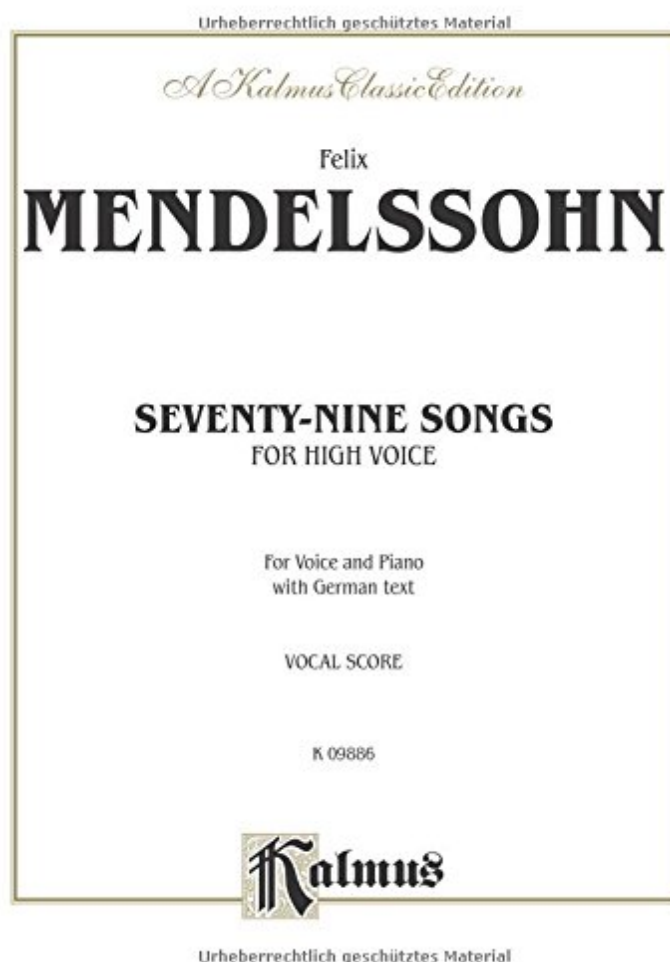 Urheberrechtlich geschütztes Material
A Kalmus Classic Edition
Felix
MENDELSSOHN
SEVENTY-NINE SONGS
FOR HIGH VOICE
For Voice and Piano
with German text
VOCAL SCORE
K 09886
Kalmus
Urheberrechtlich geschütztes Material